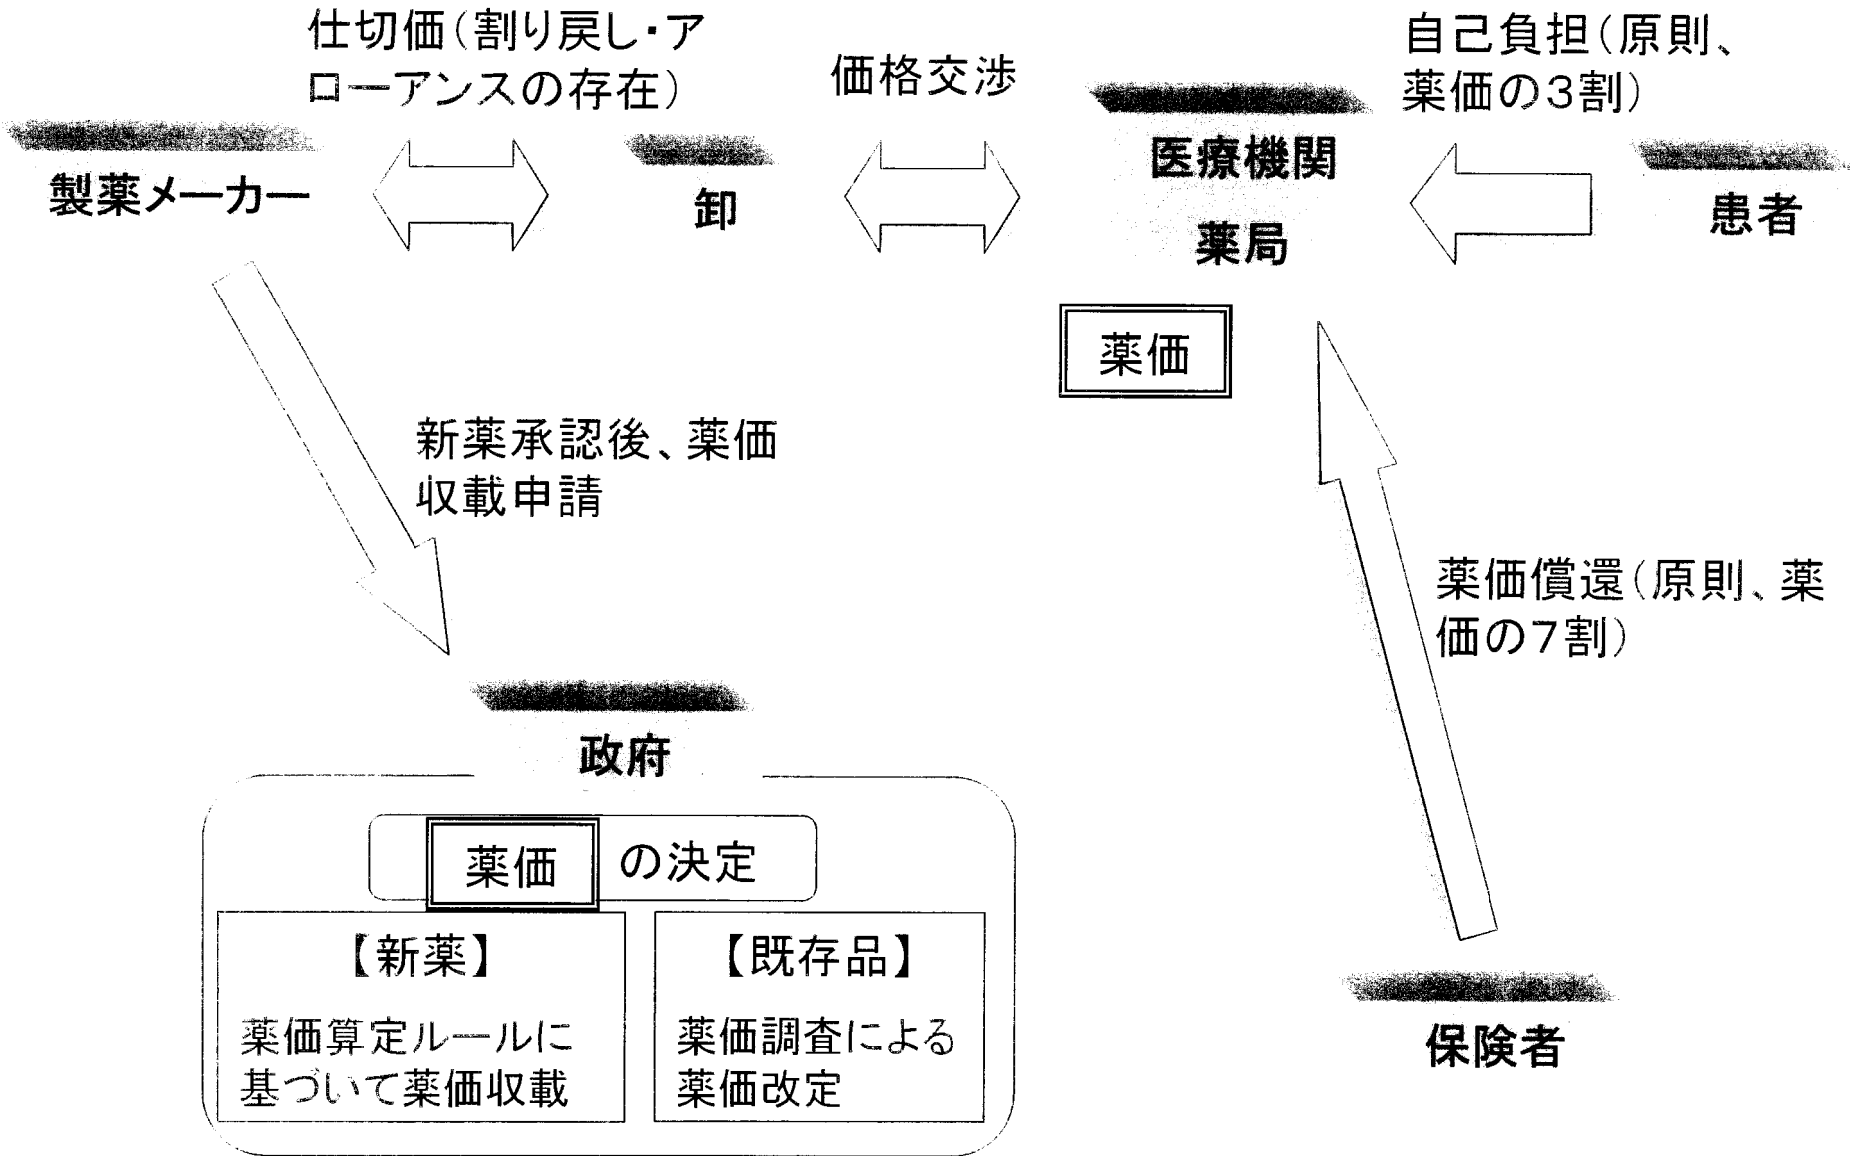 仕切価(割り戻し・ア
ローアンスの存在)
価格交渉
自己負担(原則、
薬価の3割)
製薬メーカー
卸
医療機関
薬局
患者
薬価
新薬承認後、薬価
収載申請
薬価償還(原則、薬
価の7割)
政府
薬価
の決定
【新薬】
薬価算定ルールに
基づいて薬価収載
【既存品】
薬価調査による
薬価改定
保険者